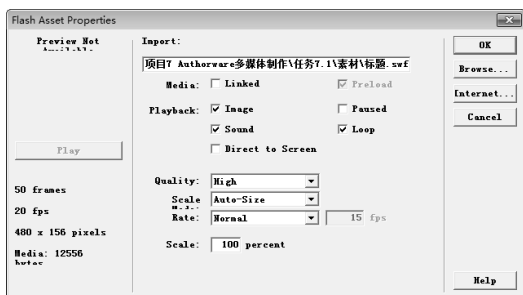 Flash Asset Properties
Preview Not
Available
Import:
项目7 Authorware多媒体制作\任务7.1\素材\标题.swf
OK
Browse...
Internet...
Cancel
Media:
Linked
Preload
Playback:
Image
Paused
Sound
Loop
Direct to Screen
Play
50 frames
20 fps
480 x 156 pixels
Media: 12556
bytes
Quality:
High
Scale
Mode:
Auto-Size
Rate:
Normal
15 fps
Scale:
100 percent
Help